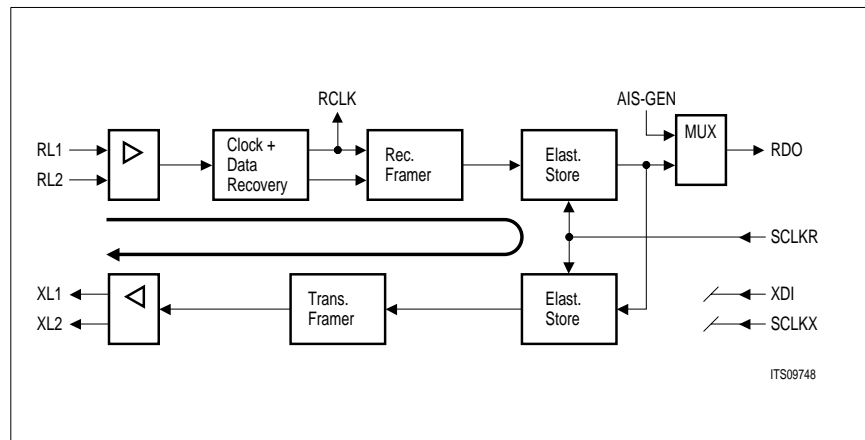 RCLK
AIS-GEN
RL1
RL2
Clock +
Data
Recovery
Rec.
Framer
Elast.
Store
MUX
RDO
SCLKR
XL1
XL2
Trans.
Framer
Elast.
Store
XDI
SCLKX
ITS09748